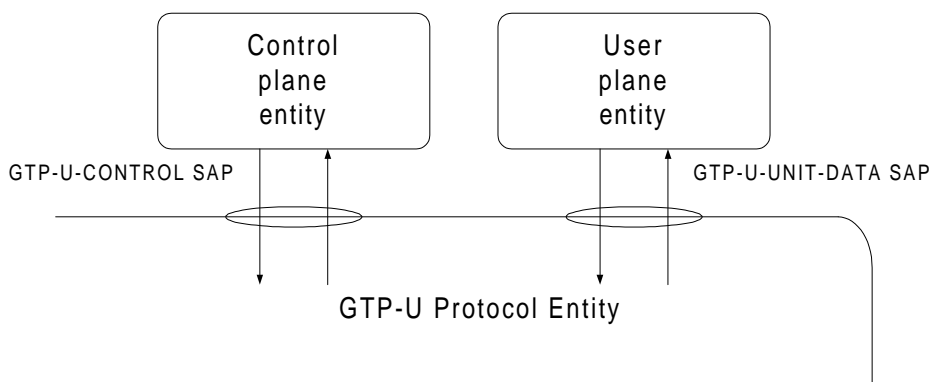 Control
plane
entity
User
plane
entity
GTP-U-CONTROL SAP
GTP-U-UNIT-DATA SAP
GTP-U Protocol Entity